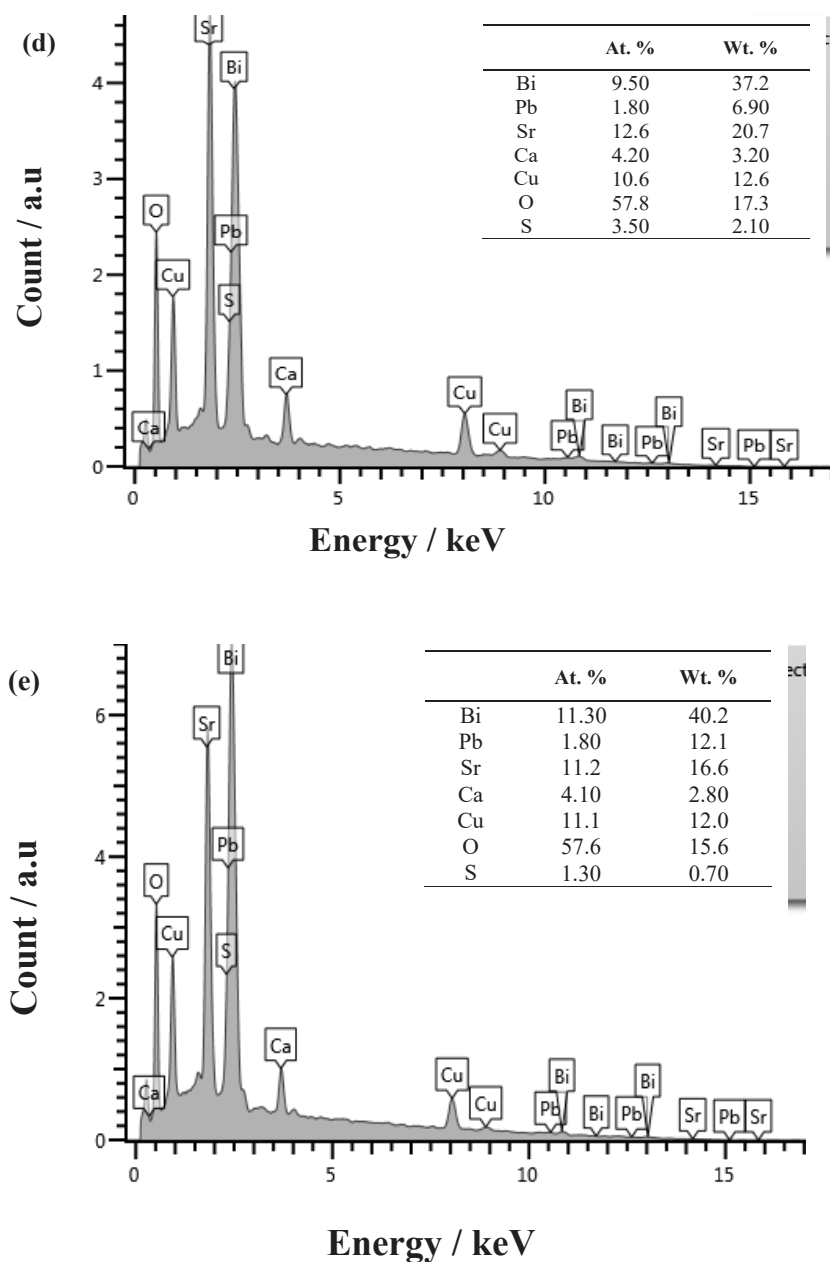 (d)
At. % Wt. %
Bi 9.50 37.2
Pb 1.80 6.90
Sr 12.6 20.7
Ca 4.20 3.20
Cu 10.6 12.6
O 57.8 17.3
S 3.50 2.10
Count / a.u
4
3
2
1
0
Sr
Bi
O
Pb
Cu
S
Ca
Ca
Cu
Cu
Pb
Bi
Bi
Pb
Bi
Sr
Pb
Sr
0 5 10 15
Energy / keV
(e)
At. % Wt. %
Bi 11.30 40.2
Pb 1.80 12.1
Sr 11.2 16.6
Ca 4.10 2.80
Cu 11.1 12.0
O 57.6 15.6
S 1.30 0.70
ect
Count / a.u
6
4
2
0
Bi
Sr
Pb
O
Cu
S
Ca
Ca
Cu
Cu
Pb
Bi
Bi
Pb
Bi
Sr
Pb
Sr
0 5 10 15
Energy / keV